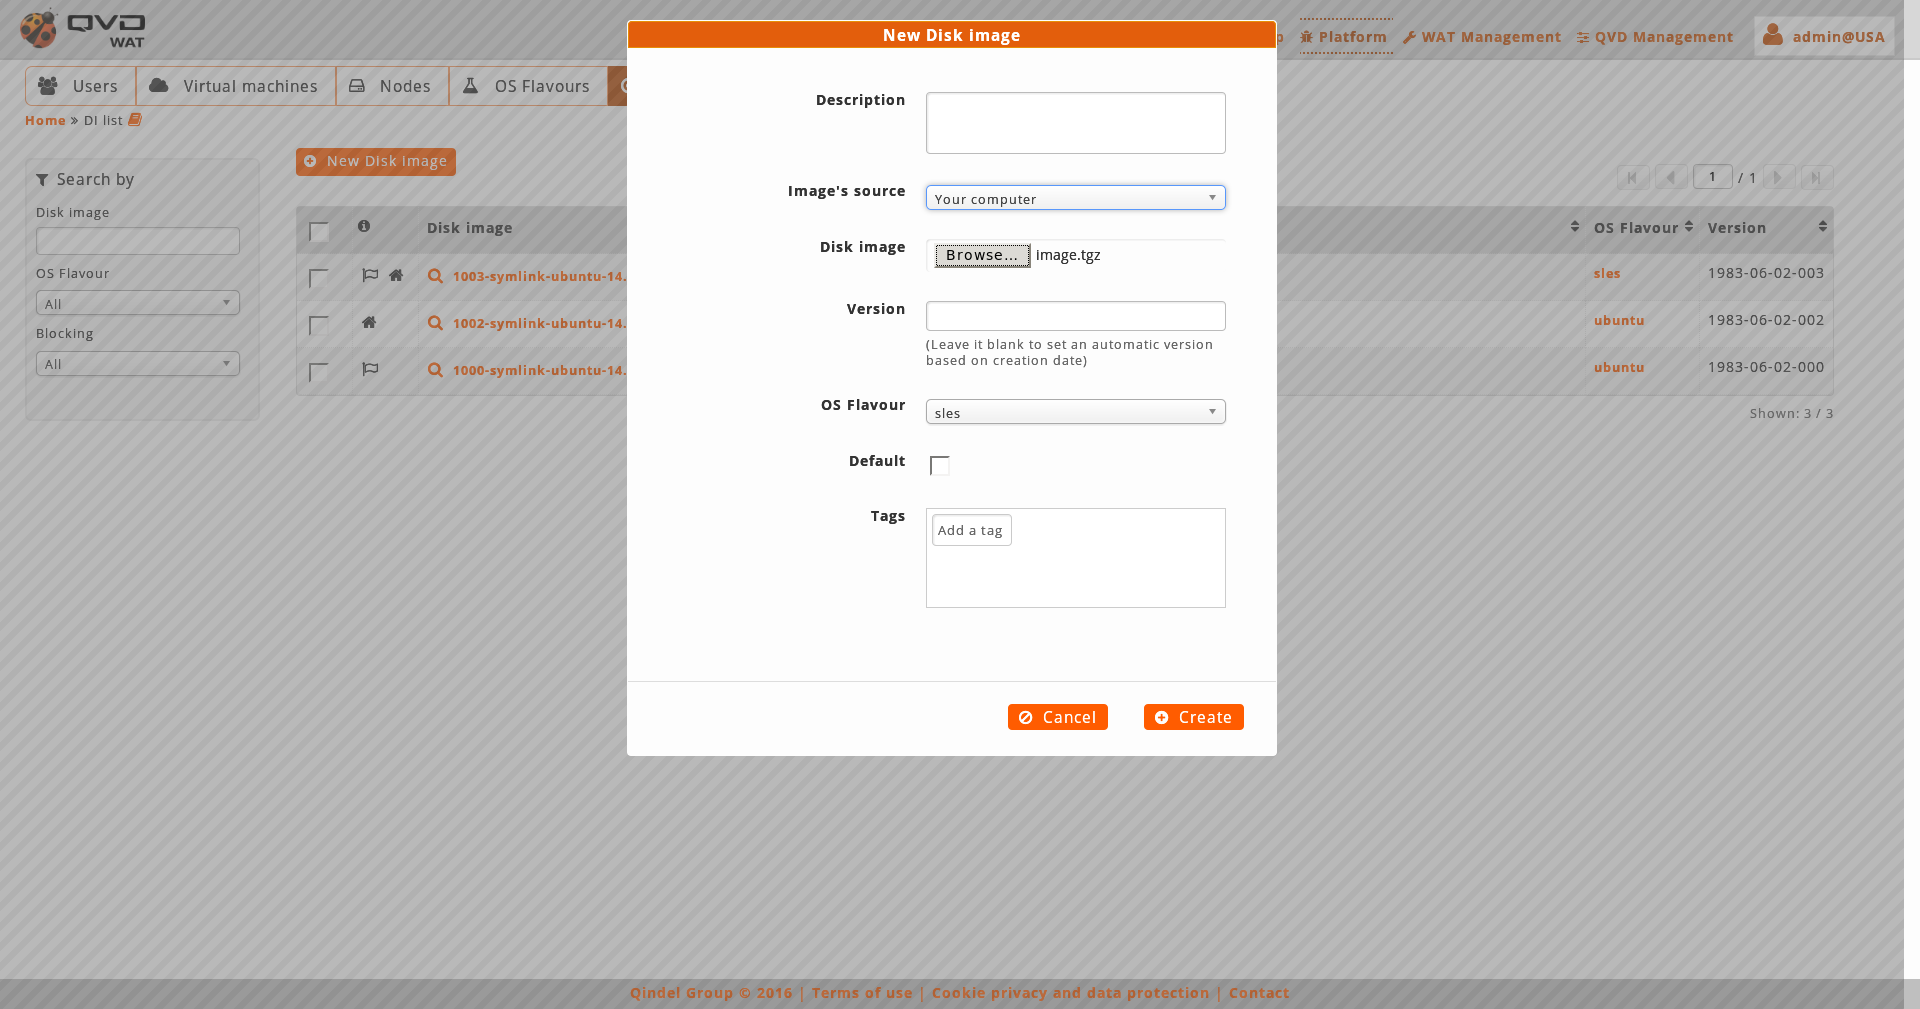 QVD
WAT
Platform
WAT Management
QVD Management
admin@USA
Users
Virtual machines
Nodes
OS Flavours
Home » DI list
Search by
Disk image
OS Flavour
All
Blocking
All
New Disk image
1 / 1
Disk image
OS Flavour
Version
1003-symlink-ubuntu-14.
sles
1983-06-02-003
1002-symlink-ubuntu-14.
ubuntu
1983-06-02-002
1000-symlink-ubuntu-14.
ubuntu
1983-06-02-000
Shown: 3 / 3
New Disk image
Description
Image's source
Your computer
Disk image
Browse... image.tgz
Version
(Leave it blank to set an automatic version
based on creation date)
OS Flavour
sles
Default
Tags
Add a tag
Cancel
Create
Qindel Group © 2016 | Terms of use | Cookie privacy and data protection | Contact